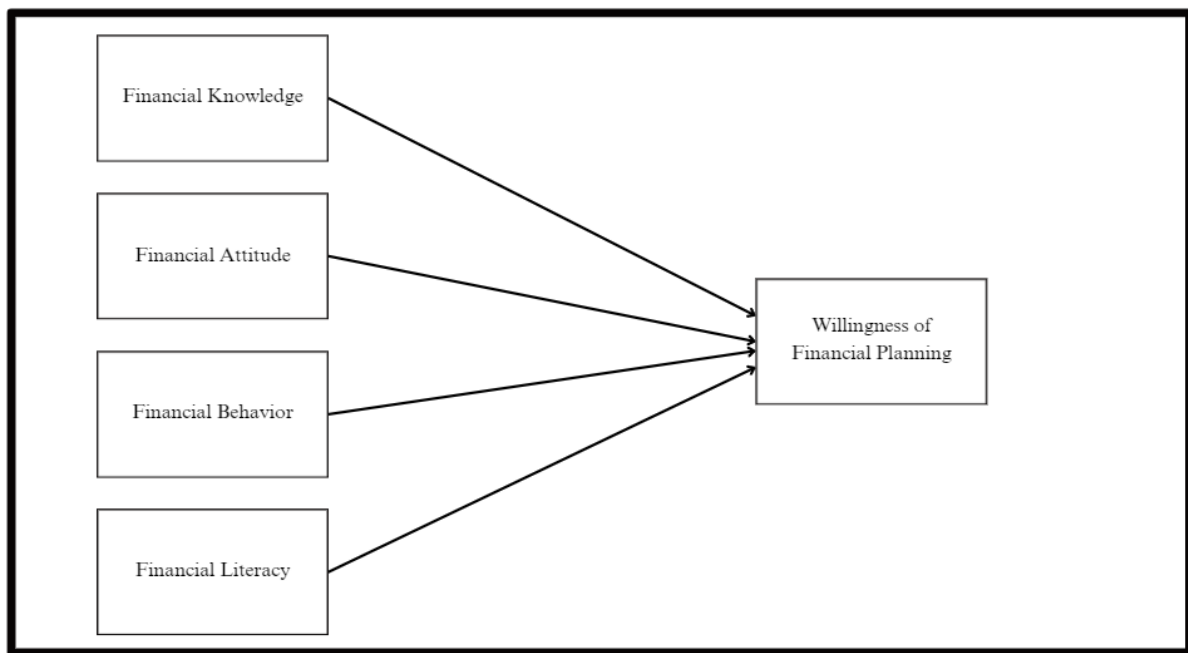 Financial Knowledge
Financial Attitude
Financial Behavior
Financial Literacy
Willingness of
Financial Planning